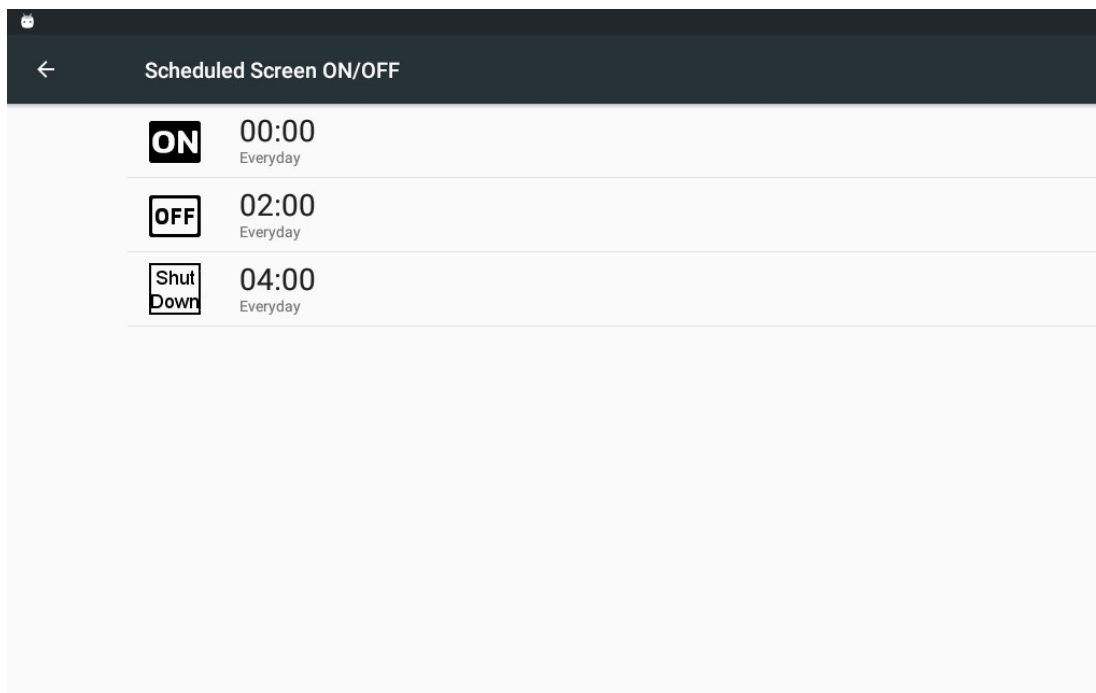 Scheduled Screen ON/OFF
ON
00:00
Everyday
OFF
02:00
Everyday
Shut
Down
04:00
Everyday